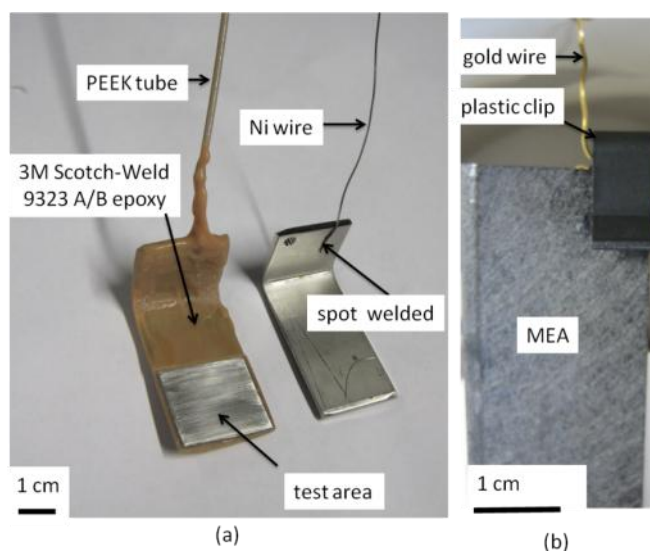 PEEK tube
Ni wire
3M Scotch-Weld
9323 A/B epoxy
spot welded
test area
1 cm
(a)
gold wire
plastic clip
MEA
1 cm
(b)